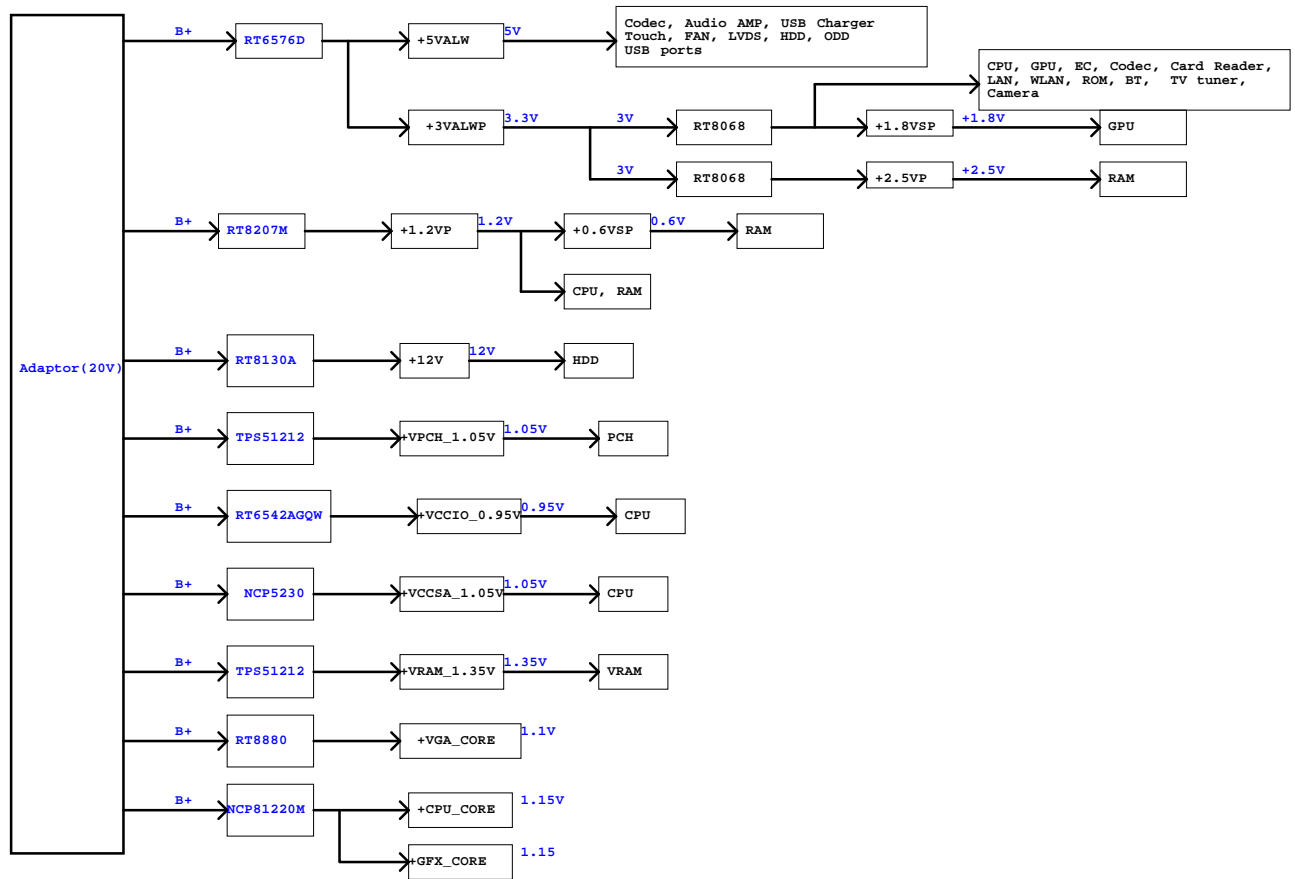 Adaptor(20V)
B+
RT6576D
+5VALW
5V
Codec, Audio AMP, USB Charger
Touch, FAN, LVDS, HDD, ODD
USB ports
+3VALWP
3.3V
3V
RT8068
CPU, GPU, EC, Codec, Card Reader,
LAN, WLAN, ROM, BT, TV tuner,
Camera
+1.8VSP
+1.8V
GPU
3V
RT8068
+2.5VP
+2.5V
RAM
B+
RT8207M
+1.2VP
1.2V
+0.6VSP
0.6V
RAM
CPU, RAM
B+
RT8130A
+12V
12V
HDD
B+
TPS51212
+VPCH_1.05V
1.05V
PCH
B+
RT6542AGQW
+VCCIO_0.95V
0.95V
CPU
B+
NCP5230
+VCCSA_1.05V
1.05V
CPU
B+
TPS51212
+VRAM_1.35V
1.35V
VRAM
B+
RT8880
+VGA_CORE
1.1V
B+
NCP81220M
+CPU_CORE
1.15V
+GFX_CORE
1.15